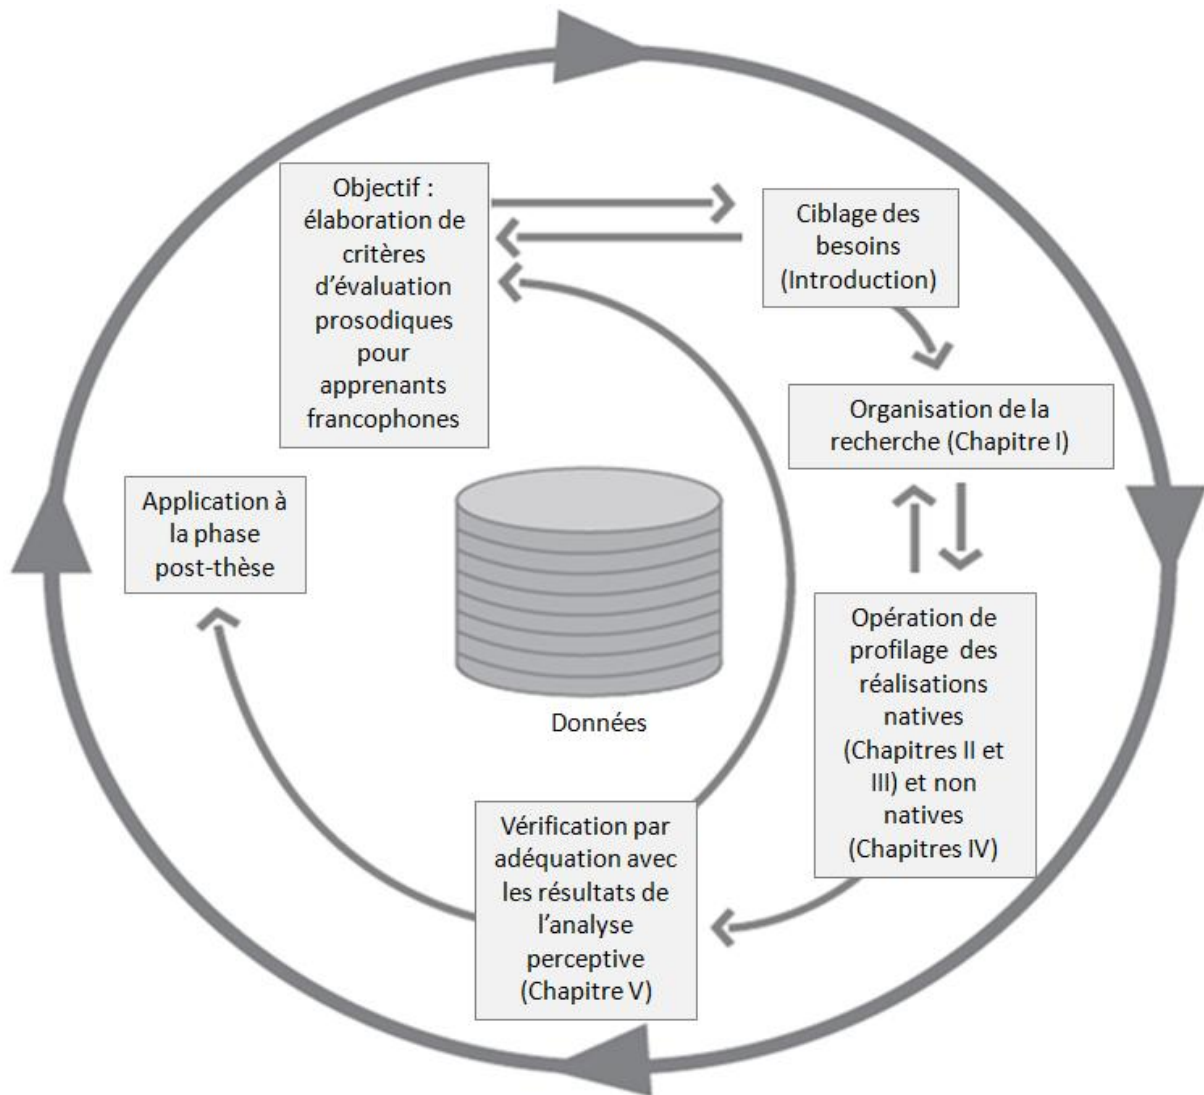 Objectif :
élaboration de
critères
d'évaluation
prosodiques
pour
apprenants
francophones
Ciblage des
besoins
(Introduction)
Organisation de la
recherche (Chapitre I)
Opération de
profilage des
réalisations
natives
(Chapitres II et
III) et non
natives
(Chapitres IV)
Vérification par
adéquation avec
les résultats de
l'analyse
perceptive
(Chapitre V)
Application à
la phase
post-thèse
Données